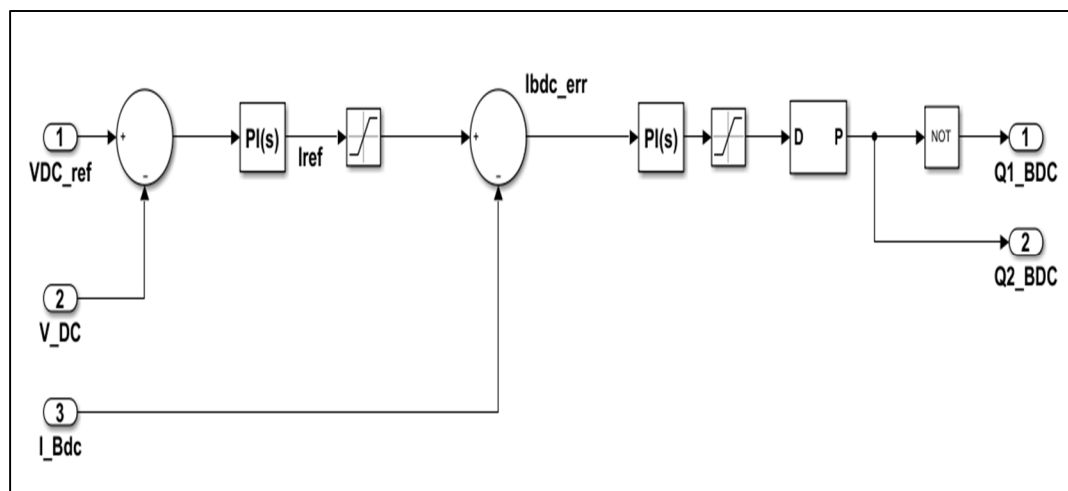 Ibdc_err
1
+
PI(s)
+
PI(s)
D
P
NOT
1
VDC_ref
Iref
Q1_BDC
−
−
2
Q2_BDC
2
V_DC
3
I_Bdc